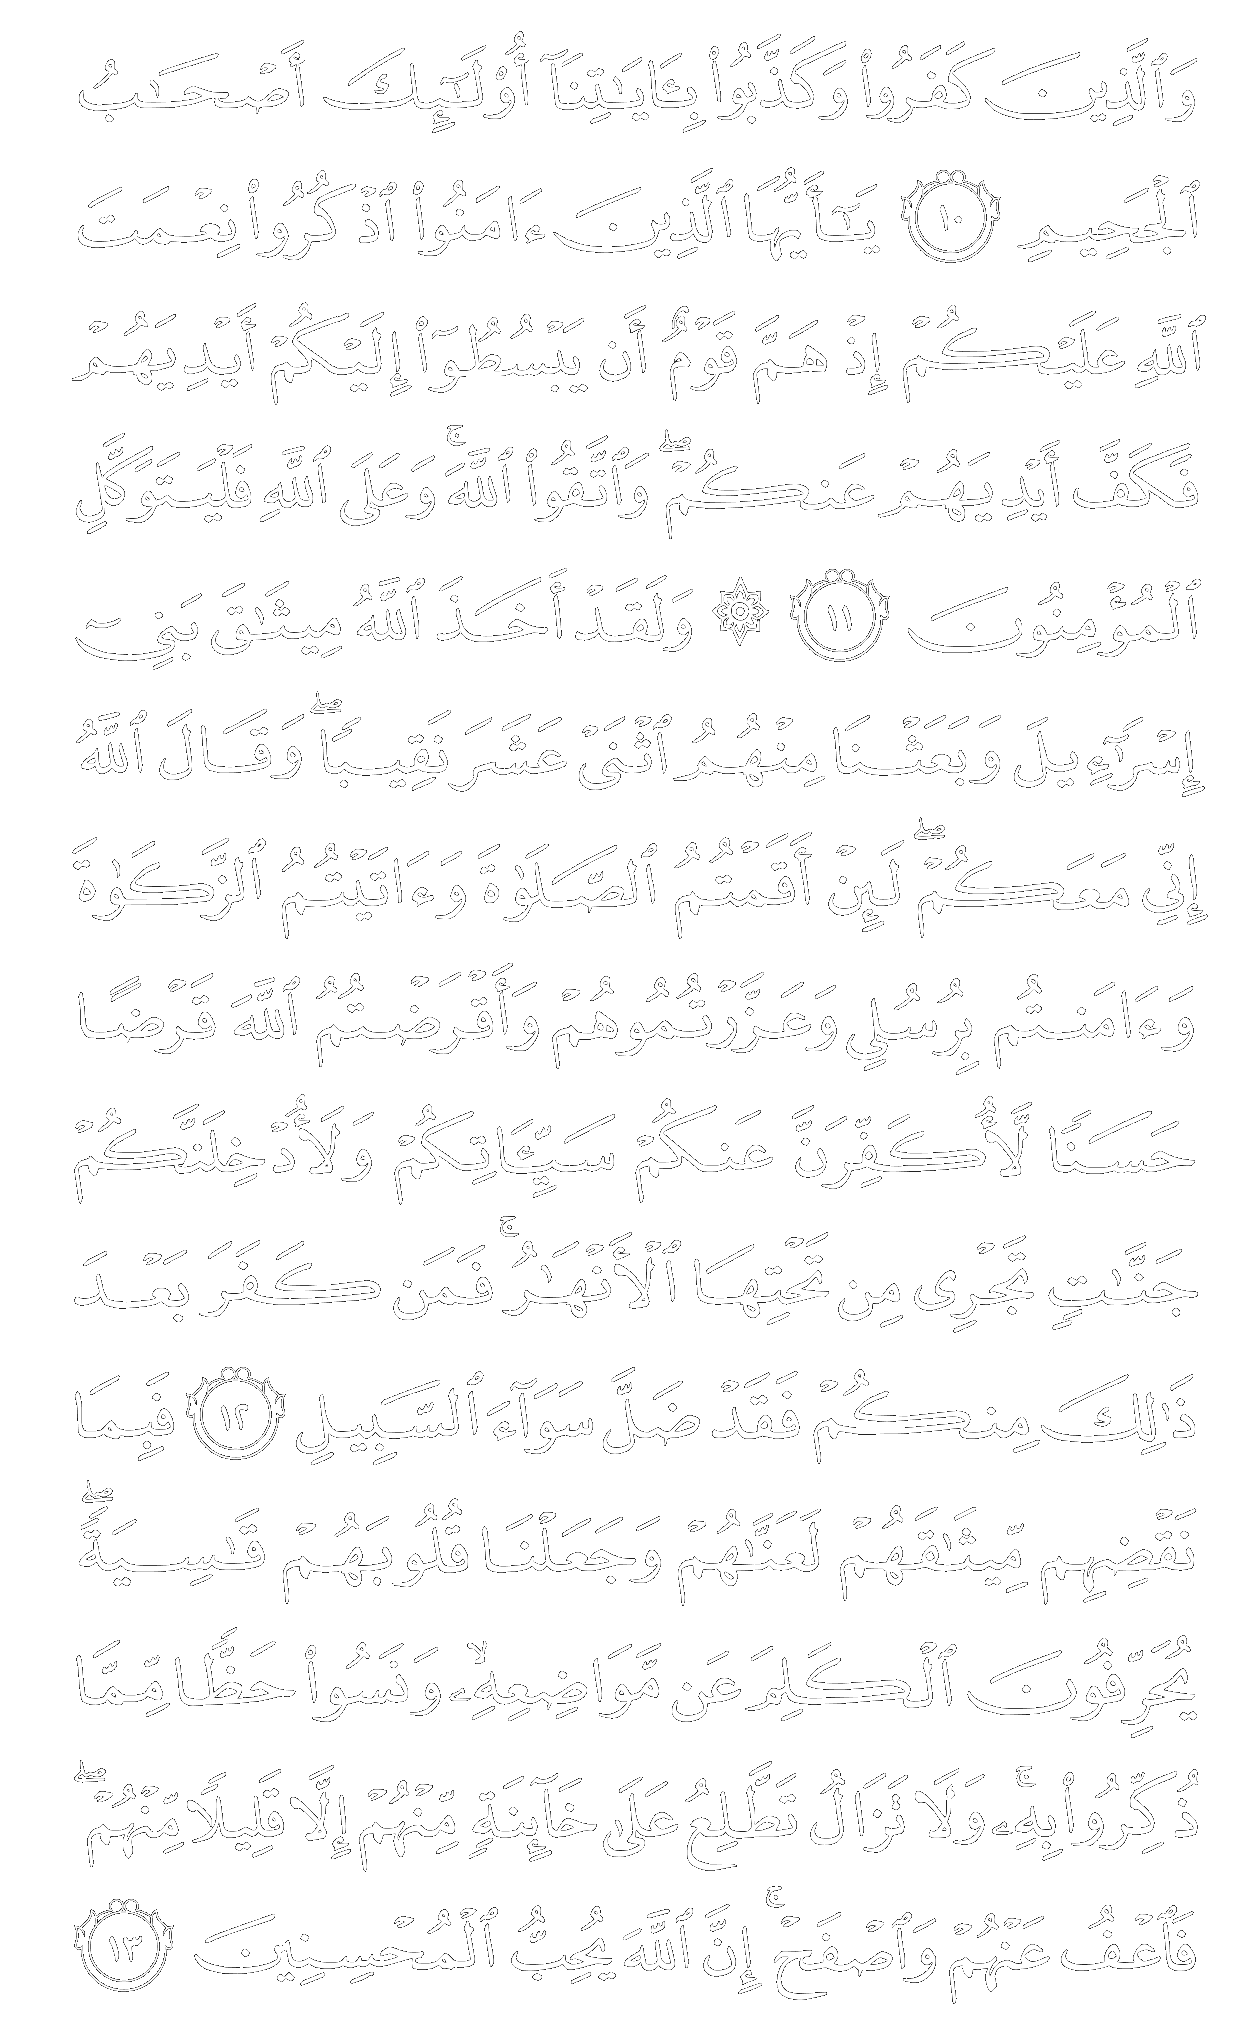 وَٱلَّذِينَ كَفَرُوا۟ وَكَذَّبُوا۟ بِـَٔايَـٰتِنَآ أُو۟لَـٰٓئِكَ أَصْحَـٰبُ
ٱلْجَحِيمِ ١٠ يَـٰٓأَيُّهَا ٱلَّذِينَ ءَامَنُوا۟ ٱذْكُرُوا۟ نِعْمَتَ
ٱللَّهِ عَلَيْكُمْ إِذْ هَمَّ قَوْمٌ أَن يَبْسُطُوٓا۟ إِلَيْكُمْ أَيْدِيَهُمْ
فَكَفَّ أَيْدِيَهُمْ عَنكُمْ ۖ وَٱتَّقُوا۟ ٱللَّهَ ۚ وَعَلَى ٱللَّهِ فَلْيَتَوَكَّلِ
ٱلْمُؤْمِنُونَ ١١ ۞ وَلَقَدْ أَخَذَ ٱللَّهُ مِيثَـٰقَ بَنِىٓ
إِسْرَٰٓءِيلَ وَبَعَثْنَا مِنْهُمُ ٱثْنَىْ عَشَرَ نَقِيبًا ۖ وَقَالَ ٱللَّهُ
إِنِّى مَعَكُمْ ۖ لَئِنْ أَقَمْتُمُ ٱلصَّلَوٰةَ وَءَاتَيْتُمُ ٱلزَّكَوٰةَ
وَءَامَنتُم بِرُسُلِى وَعَزَّرْتُمُوهُمْ وَأَقْرَضْتُمُ ٱللَّهَ قَرْضًا
حَسَنًا لَّأُكَفِّرَنَّ عَنكُمْ سَيِّـَٔاتِكُمْ وَلَأُدْخِلَنَّكُمْ
جَنَّـٰتٍ تَجْرِى مِن تَحْتِهَا ٱلْأَنْهَـٰرُ ۚ فَمَن كَفَرَ بَعْدَ
ذَٰلِكَ مِنكُمْ فَقَدْ ضَلَّ سَوَآءَ ٱلسَّبِيلِ ١٢ فَبِمَا
نَقْضِهِم مِّيثَـٰقَهُمْ لَعَنَّـٰهُمْ وَجَعَلْنَا قُلُوبَهُمْ قَـٰسِيَةً ۖ
يُحَرِّفُونَ ٱلْكَلِمَ عَن مَّوَاضِعِهِۦ ۙ وَنَسُوا۟ حَظًّا مِّمَّا
ذُكِّرُوا۟ بِهِۦ ۚ وَلَا تَزَالُ تَطَّلِعُ عَلَىٰ خَآئِنَةٍ مِّنْهُمْ إِلَّا قَلِيلًا مِّنْهُمْ ۖ
فَٱعْفُ عَنْهُمْ وَٱصْفَحْ ۚ إِنَّ ٱللَّهَ يُحِبُّ ٱلْمُحْسِنِينَ ١٣